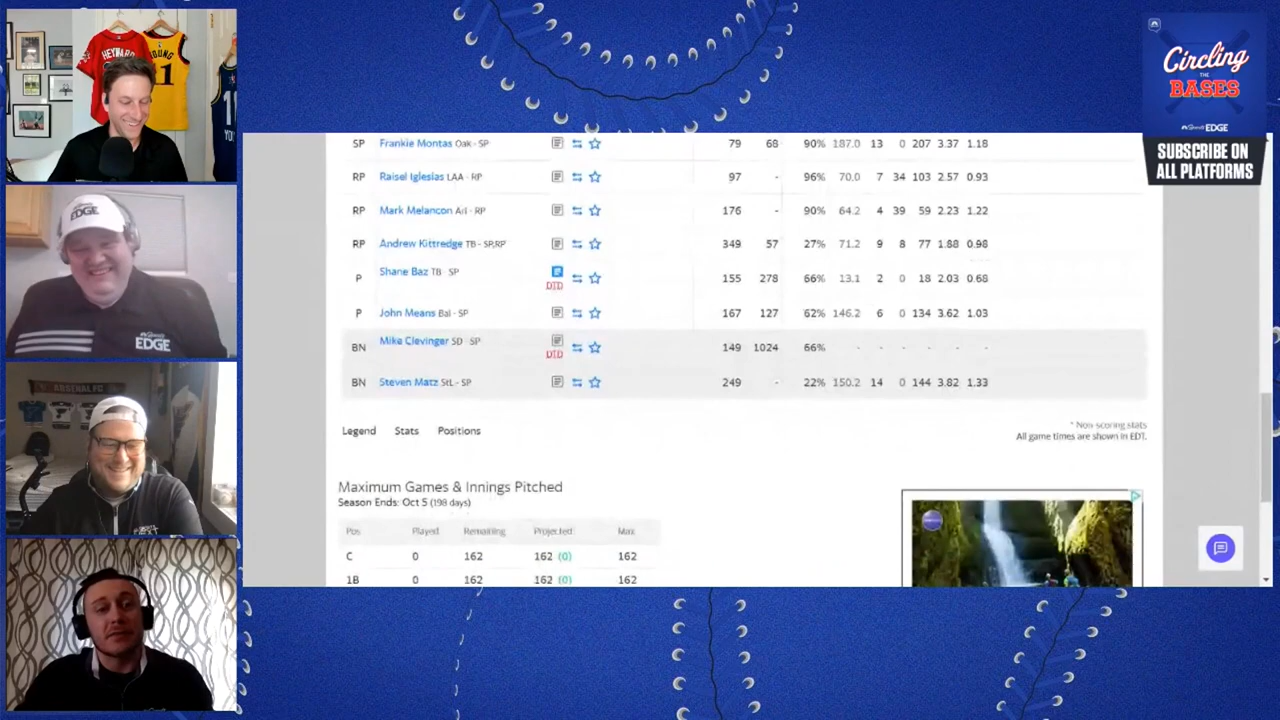 HEYWARD
YOUNG
11
EDGE
EDGE
ARSENAL FC
Circling
THE
BASES
EDGE
SUBSCRIBE ON
ALL PLATFORMS
SP Frankie Montas Oak - SP 79 68 90% 187.0 13 0 207 3.37 1.18
RP Raisel Iglesias LAA - RP 97 - 96% 70.0 7 34 103 2.57 0.93
RP Mark Melancon Ari - RP 176 - 90% 64.2 4 39 59 2.23 1.22
RP Andrew Kittredge TB - SP,RP 349 57 27% 71.2 9 8 77 1.88 0.98
P Shane Baz TB - SP DTD 155 278 66% 13.1 2 0 18 2.03 0.68
P John Means Bal - SP 167 127 62% 146.2 6 0 134 3.62 1.03
BN Mike Clevinger SD - SP DTD 149 1024 66% - - - - - -
BN Steven Matz StL - SP 249 - 22% 150.2 14 0 144 3.82 1.33
Legend Stats Positions
* Non-scoring stats
All game times are shown in EDT.
Maximum Games & Innings Pitched
Season Ends: Oct 5 (198 days)
Pos Played Remaining Projected Max
C 0 162 162 (0) 162
1B 0 162 162 (0) 162